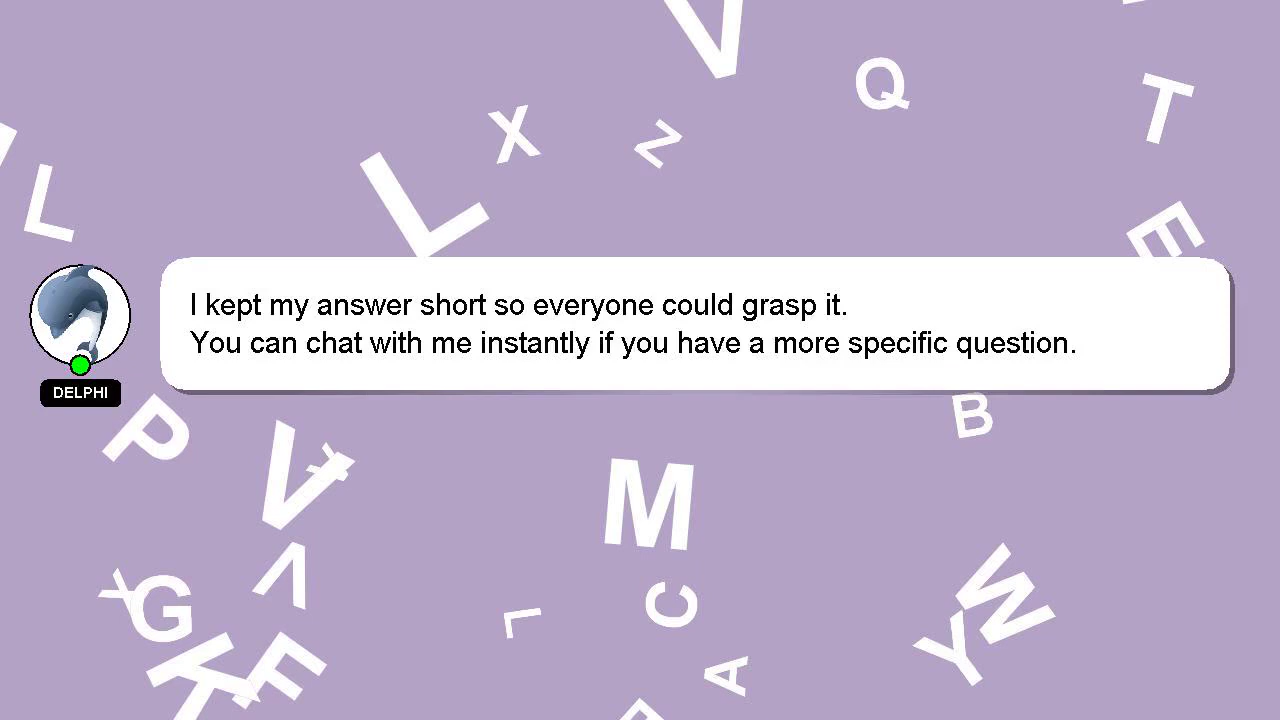 V
Q
T
X
Z
L
L
E
I kept my answer short so everyone could grasp it.
You can chat with me instantly if you have a more specific question.
DELPHI
B
P
V
M
V
W
X
G
C
L
Y
K
F
A